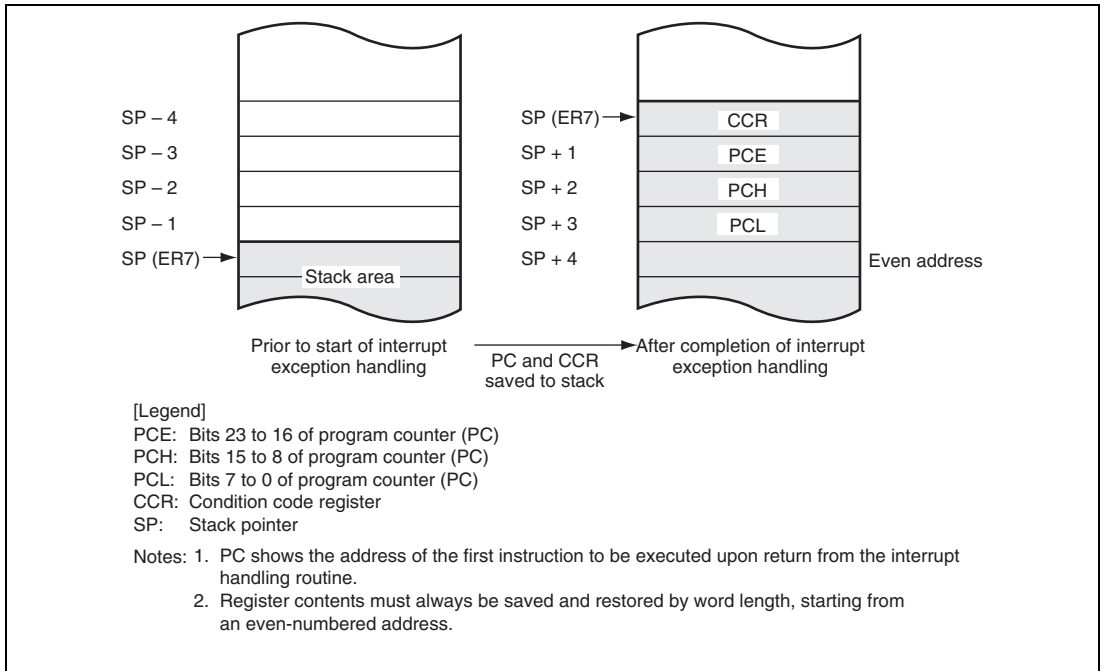 SP – 4
SP – 3
SP – 2
SP – 1
SP (ER7)
Stack area
SP (ER7)
SP + 1
SP + 2
SP + 3
SP + 4
CCR
PCE
PCH
PCL
Even address
Prior to start of interrupt
exception handling
PC and CCR
saved to stack
After completion of interrupt
exception handling
[Legend]
PCE: Bits 23 to 16 of program counter (PC)
PCH: Bits 15 to 8 of program counter (PC)
PCL: Bits 7 to 0 of program counter (PC)
CCR: Condition code register
SP: Stack pointer
Notes: 1. PC shows the address of the first instruction to be executed upon return from the interrupt
handling routine.
2. Register contents must always be saved and restored by word length, starting from
an even-numbered address.